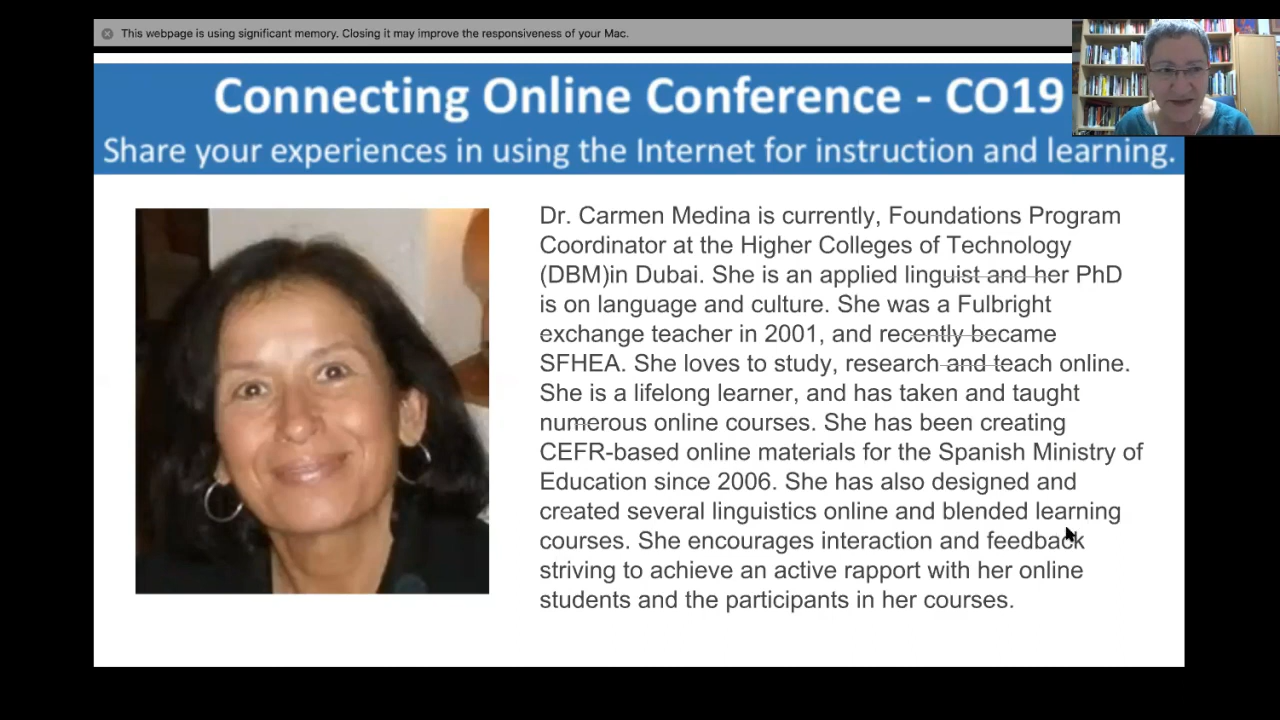 This webpage is using significant memory. Closing it may improve the responsiveness of your Mac.
Connecting Online Conference - CO19
Share your experiences in using the Internet for instruction and learning.
Dr. Carmen Medina is currently, Foundations Program
Coordinator at the Higher Colleges of Technology
(DBM)in Dubai. She is an applied linguist and her PhD
is on language and culture. She was a Fulbright
exchange teacher in 2001, and recently became
SFHEA. She loves to study, research and teach online.
She is a lifelong learner, and has taken and taught
numerous online courses. She has been creating
CEFR-based online materials for the Spanish Ministry of
Education since 2006. She has also designed and
created several linguistics online and blended learning
courses. She encourages interaction and feedback
striving to achieve an active rapport with her online
students and the participants in her courses.